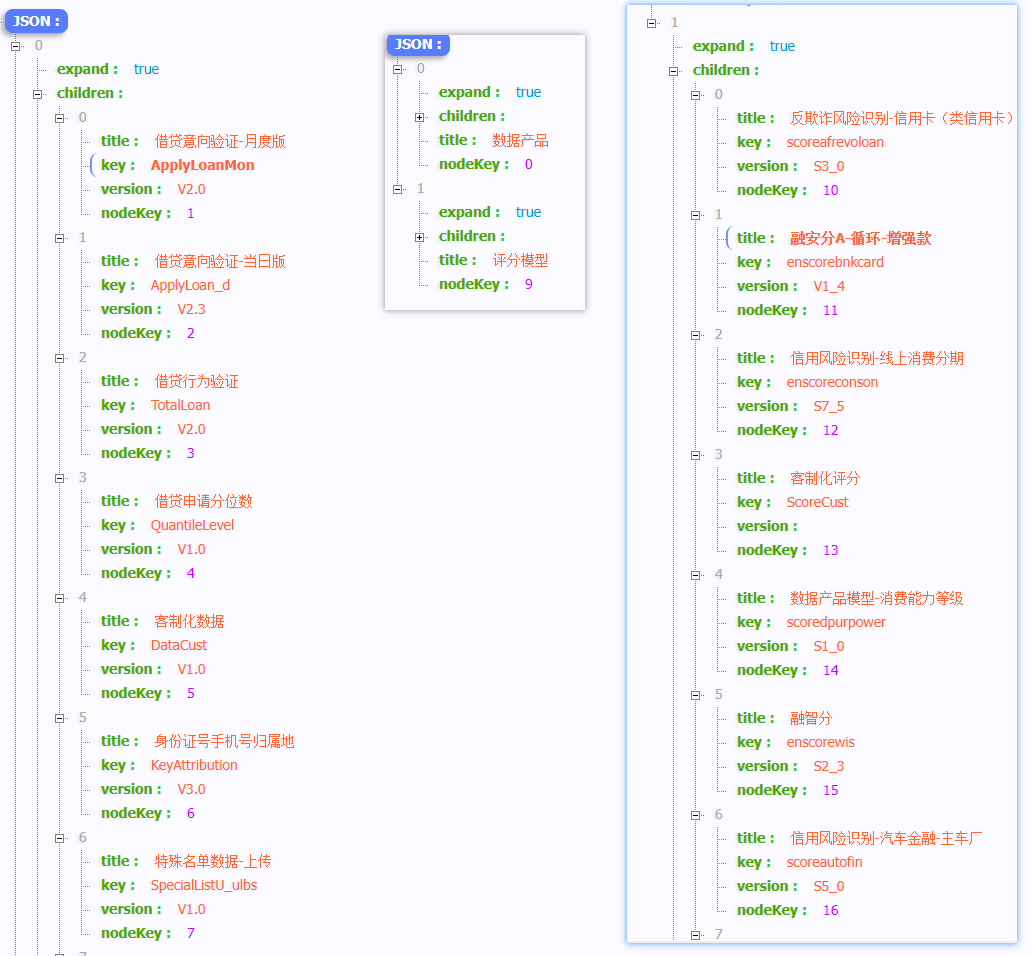 JSON :
0
expand : true
children :
0
title : 借贷意向验证-月度版
key : ApplyLoanMon
version : V2.0
nodeKey : 1
1
title : 借贷意向验证-当日版
key : ApplyLoan_d
version : V2.3
nodeKey : 2
2
title : 借贷行为验证
key : TotalLoan
version : V2.0
nodeKey : 3
3
title : 借贷申请分位数
key : QuantileLevel
version : V1.0
nodeKey : 4
4
title : 客制化数据
key : DataCust
version : V1.0
nodeKey : 5
5
title : 身份证号手机号归属地
key : KeyAttribution
version : V3.0
nodeKey : 6
6
title : 特殊名单数据-上传
key : SpecialListU_ulbs
version : V1.0
nodeKey : 7
JSON :
0
expand : true
children :
title : 数据产品
nodeKey : 0
1
expand : true
children :
title : 评分模型
nodeKey : 9
1
expand : true
children :
0
title : 反欺诈风险识别-信用卡（类信用卡）
key : scoreafrevoloan
version : S3_0
nodeKey : 10
1
title : 融安分A-循环-增强款
key : enscorebnkcard
version : V1_4
nodeKey : 11
2
title : 信用风险识别-线上消费分期
key : enscoreconson
version : S7_5
nodeKey : 12
3
title : 客制化评分
key : ScoreCust
version :
nodeKey : 13
4
title : 数据产品模型-消费能力等级
key : scoredpurpower
version : S1_0
nodeKey : 14
5
title : 融智分
key : enscorewis
version : S2_3
nodeKey : 15
6
title : 信用风险识别-汽车金融-主车厂
key : scoreautofin
version : S5_0
nodeKey : 16
7